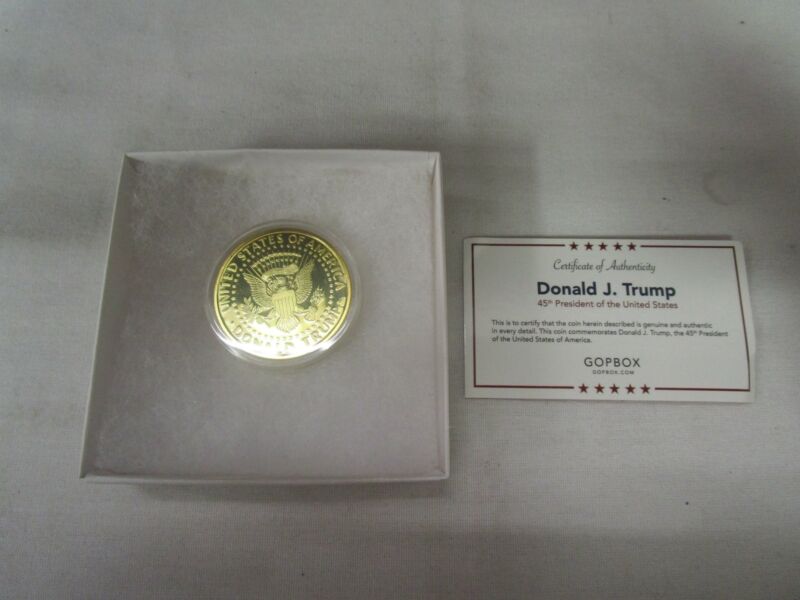 UNITED STATES OF AMERICA
DONALD J. TRUMP
Certificate of Authenticity
Donald J. Trump
45th President of the United States
This is to certify that the coin herein described is genuine and authentic
in every detail. This coin commemorates Donald J. Trump, the 45th President
of the United States of America.
GOPBOX
GOPBOX.COM